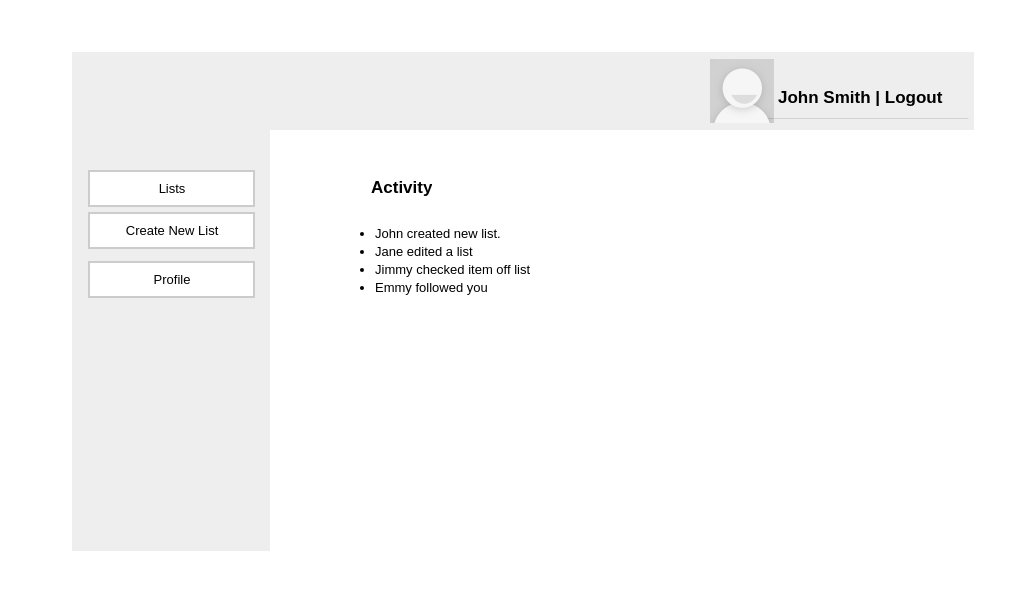 John Smith | Logout
Lists
Create New List
Profile
Activity
John created new list.
Jane edited a list
Jimmy checked item off list
Emmy followed you